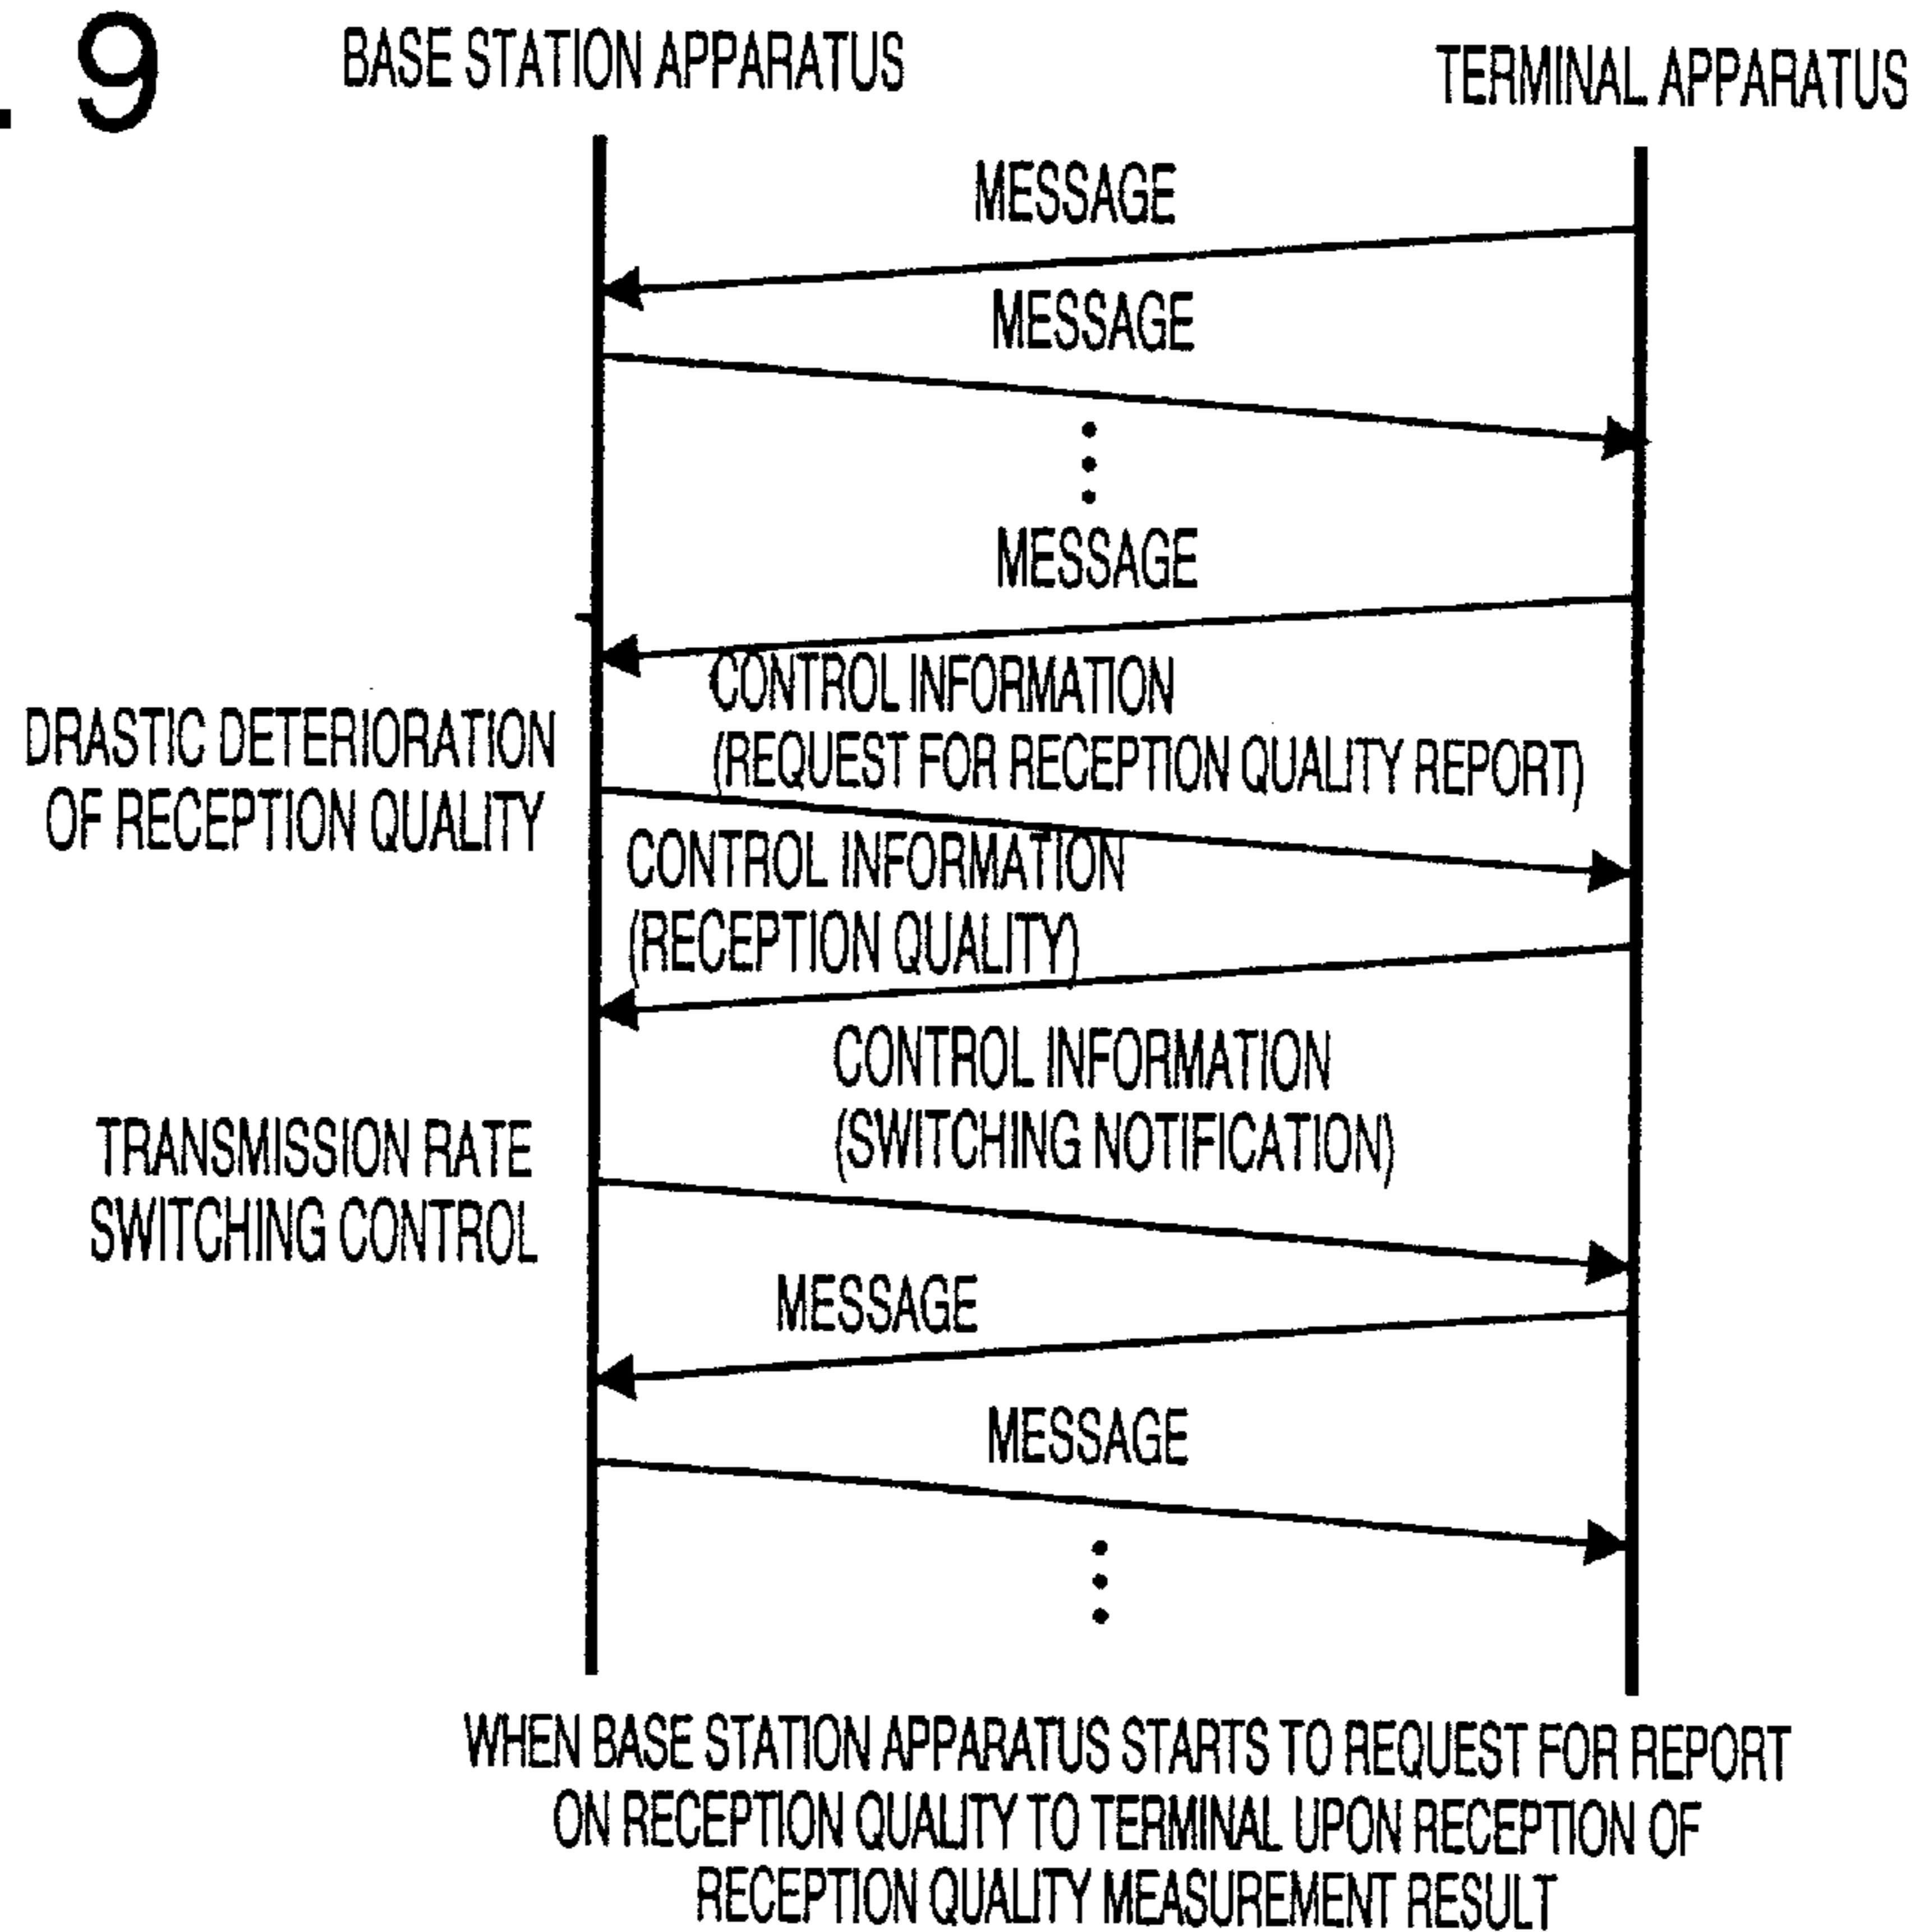 . 9
BASE STATION APPARATUS
TERMINAL APPARATUS
MESSAGE
MESSAGE
MESSAGE
CONTROL INFORMATION
(REQUEST FOR RECEPTION QUALITY REPORT)
DRASTIC DETERIORATION
OF RECEPTION QUALITY
CONTROL INFORMATION
(RECEPTION QUALITY)
CONTROL INFORMATION
(SWITCHING NOTIFICATION)
TRANSMISSION RATE
SWITCHING CONTROL
MESSAGE
MESSAGE
WHEN BASE STATION APPARATUS STARTS TO REQUEST FOR REPORT
ON RECEPTION QUALITY TO TERMINAL UPON RECEPTION OF
RECEPTION QUALITY MEASUREMENT RESULT